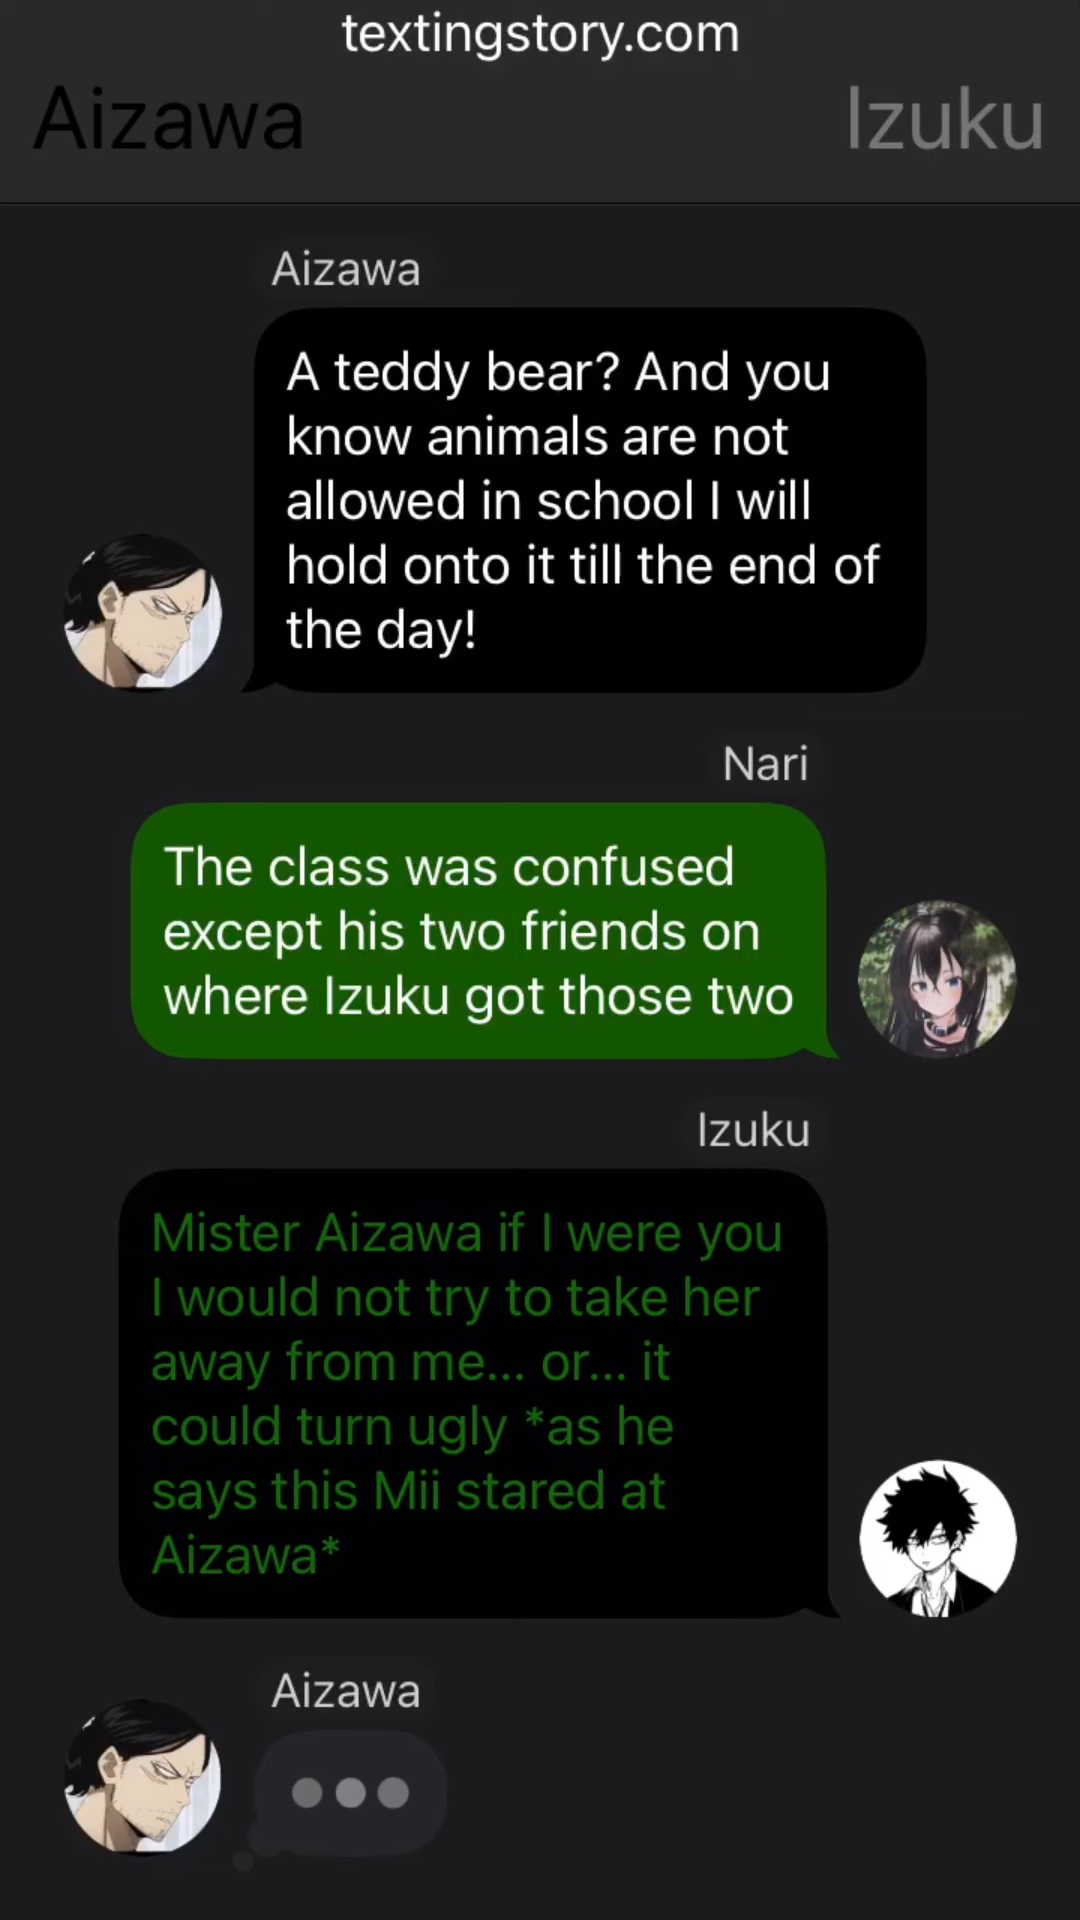 textingstory.com
Aizawa
Izuku
Aizawa
A teddy bear? And you
know animals are not
allowed in school I will
hold onto it till the end of
the day!
Nari
The class was confused
except his two friends on
where Izuku got those two
Izuku
Mister Aizawa if I were you
I would not try to take her
away from me... or... it
could turn ugly *as he
says this Mii stared at
Aizawa*
Aizawa